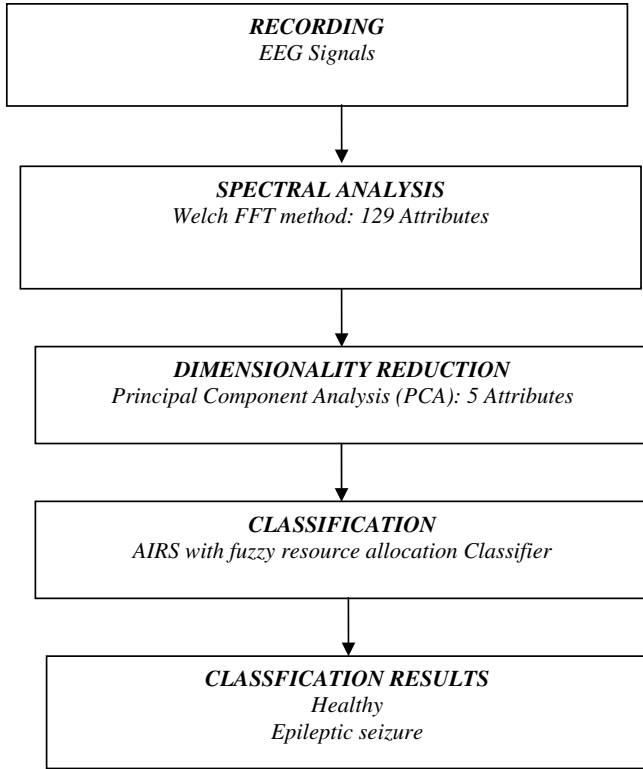 RECORDING
EEG Signals
SPECTRAL ANALYSIS
Welch FFT method: 129 Attributes
DIMENSIONALITY REDUCTION
Principal Component Analysis (PCA): 5 Attributes
CLASSIFICATION
AIRS with fuzzy resource allocation Classifier
CLASSFICATION RESULTS
Healthy
Epileptic seizure